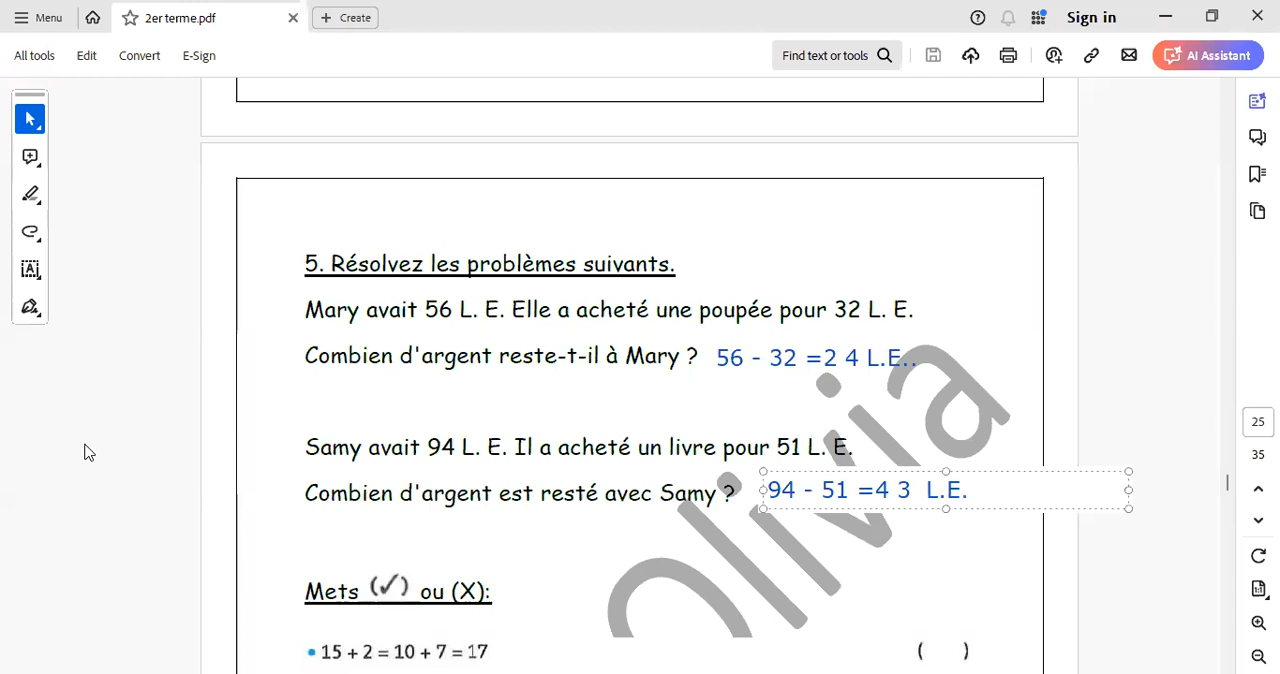 Menu
2er terme.pdf
Create
Sign in
All tools
Edit
Convert
E-Sign
Find text or tools
AI Assistant
5. Résolvez les problèmes suivants.
Mary avait 56 L. E. Elle a acheté une poupée pour 32 L. E.
Combien d'argent reste-t-il à Mary ? 56 - 32 =2 4 L.E..
Samy avait 94 L. E. Il a acheté un livre pour 51 L. E.
Combien d'argent est resté avec Samy ? 94 - 51 =4 3 L.E.
Mets (✓) ou (X):
• 15 + 2 = 10 + 7 = 17 ( )
Olivia
25
35